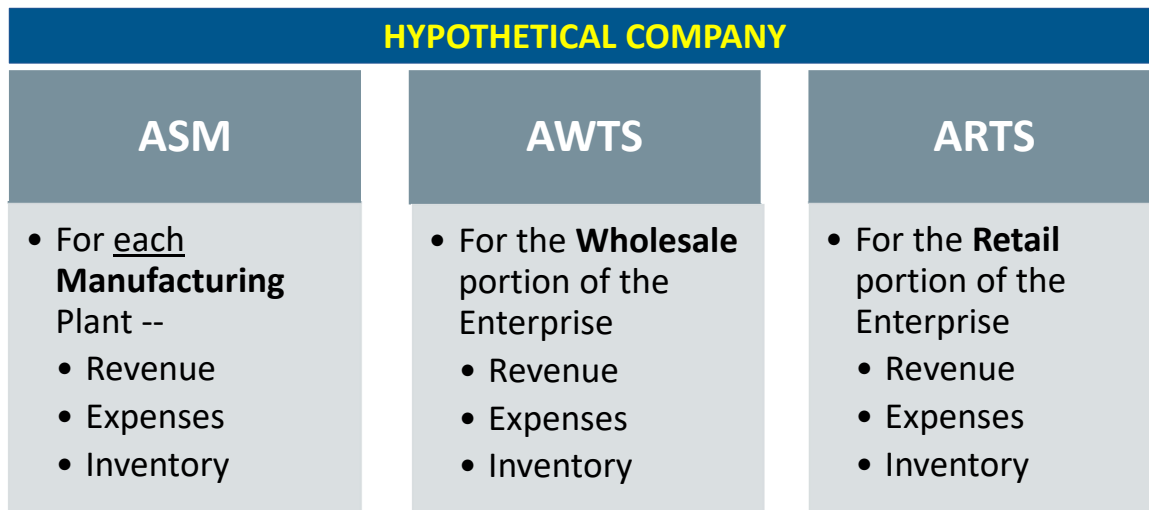 HYPOTHETICAL COMPANY
ASM
• For each
Manufacturing
Plant --
• Revenue
• Expenses
• Inventory
AWTS
• For the Wholesale
portion of the
Enterprise
• Revenue
• Expenses
• Inventory
ARTS
• For the Retail
portion of the
Enterprise
• Revenue
• Expenses
• Inventory